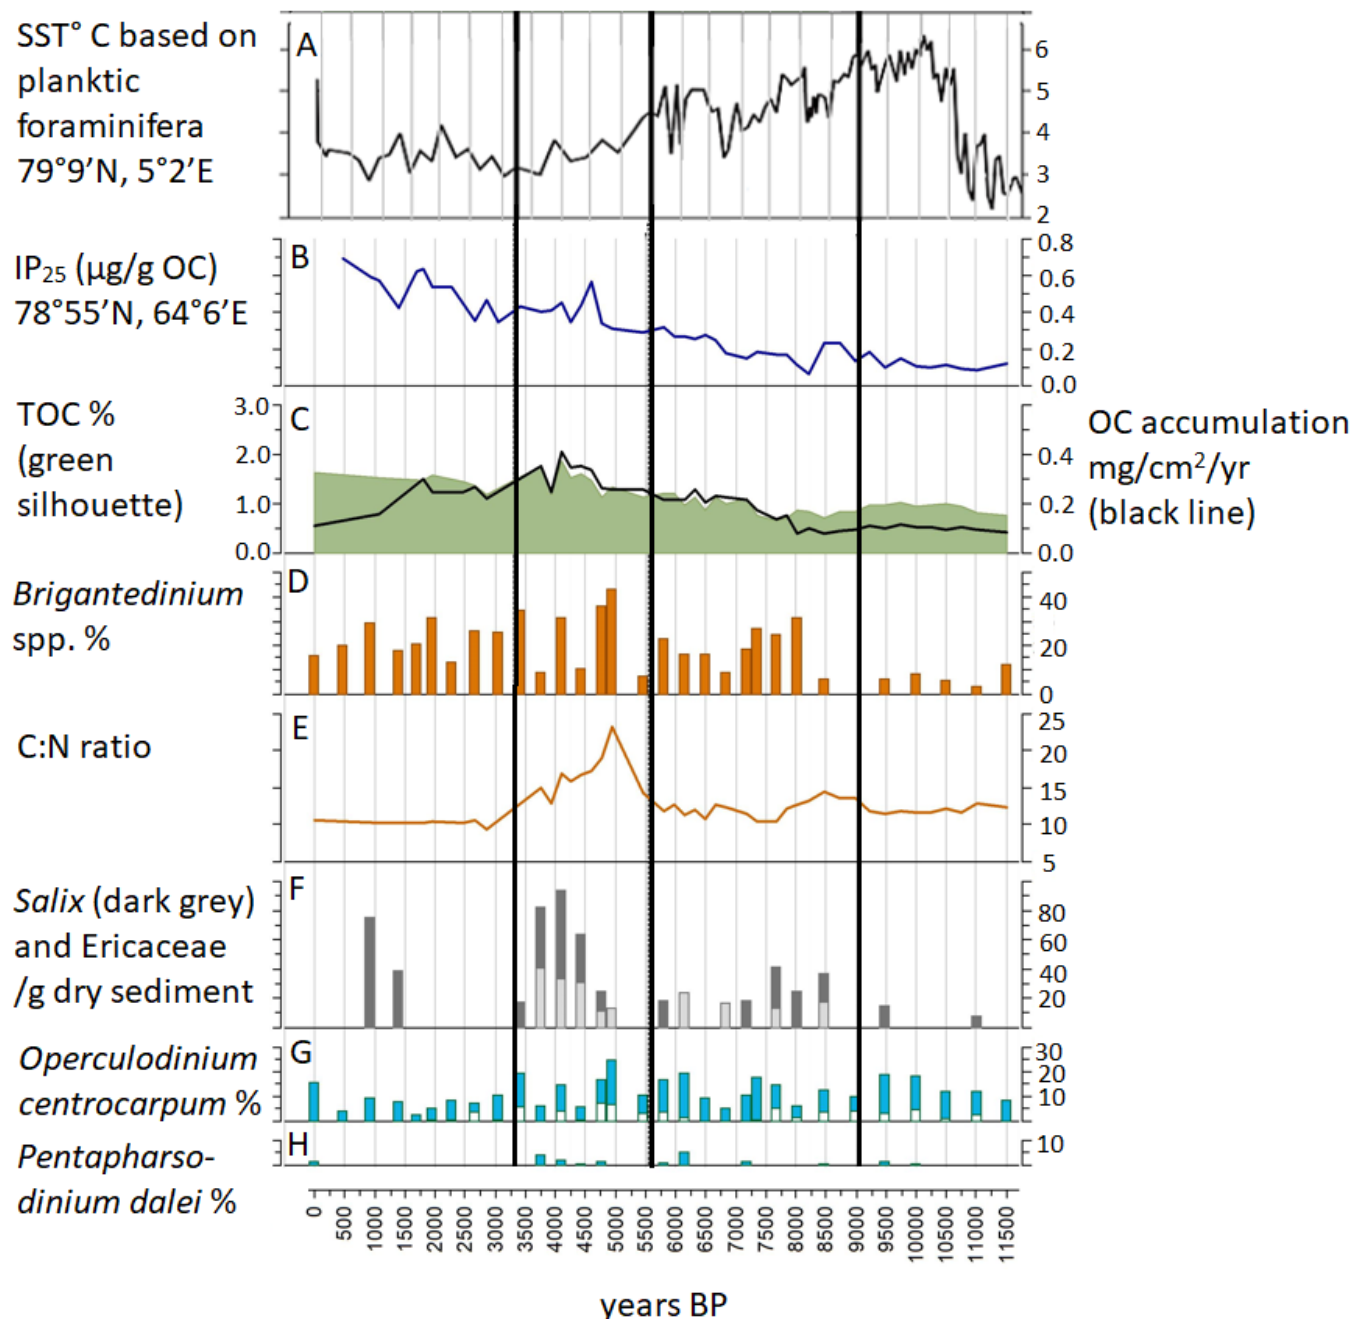 SST° C based on
planktic
foraminifera
79°9’N, 5°2’E
A
6
5
4
3
2
IP25 (µg/g OC)
78°55’N, 64°6’E
B
0.8
0.6
0.4
0.2
0.0
TOC %
(green
silhouette)
3.0
2.0
1.0
0.0
C
0.4
0.2
0.0
OC accumulation
mg/cm²/yr
(black line)
Brigantedinium
spp. %
D
40
20
0
C:N ratio
E
25
20
15
10
5
Salix (dark grey)
and Ericaceae
/g dry sediment
F
80
60
40
20
Operculodinium
centrocarpum %
G
30
20
10
Pentapharso-
dinium dalei %
H
10
0
500
1000
1500
2000
2500
3000
3500
4000
4500
5000
5500
6000
6500
7000
7500
8000
8500
9000
9500
10000
10500
11000
11500
years BP